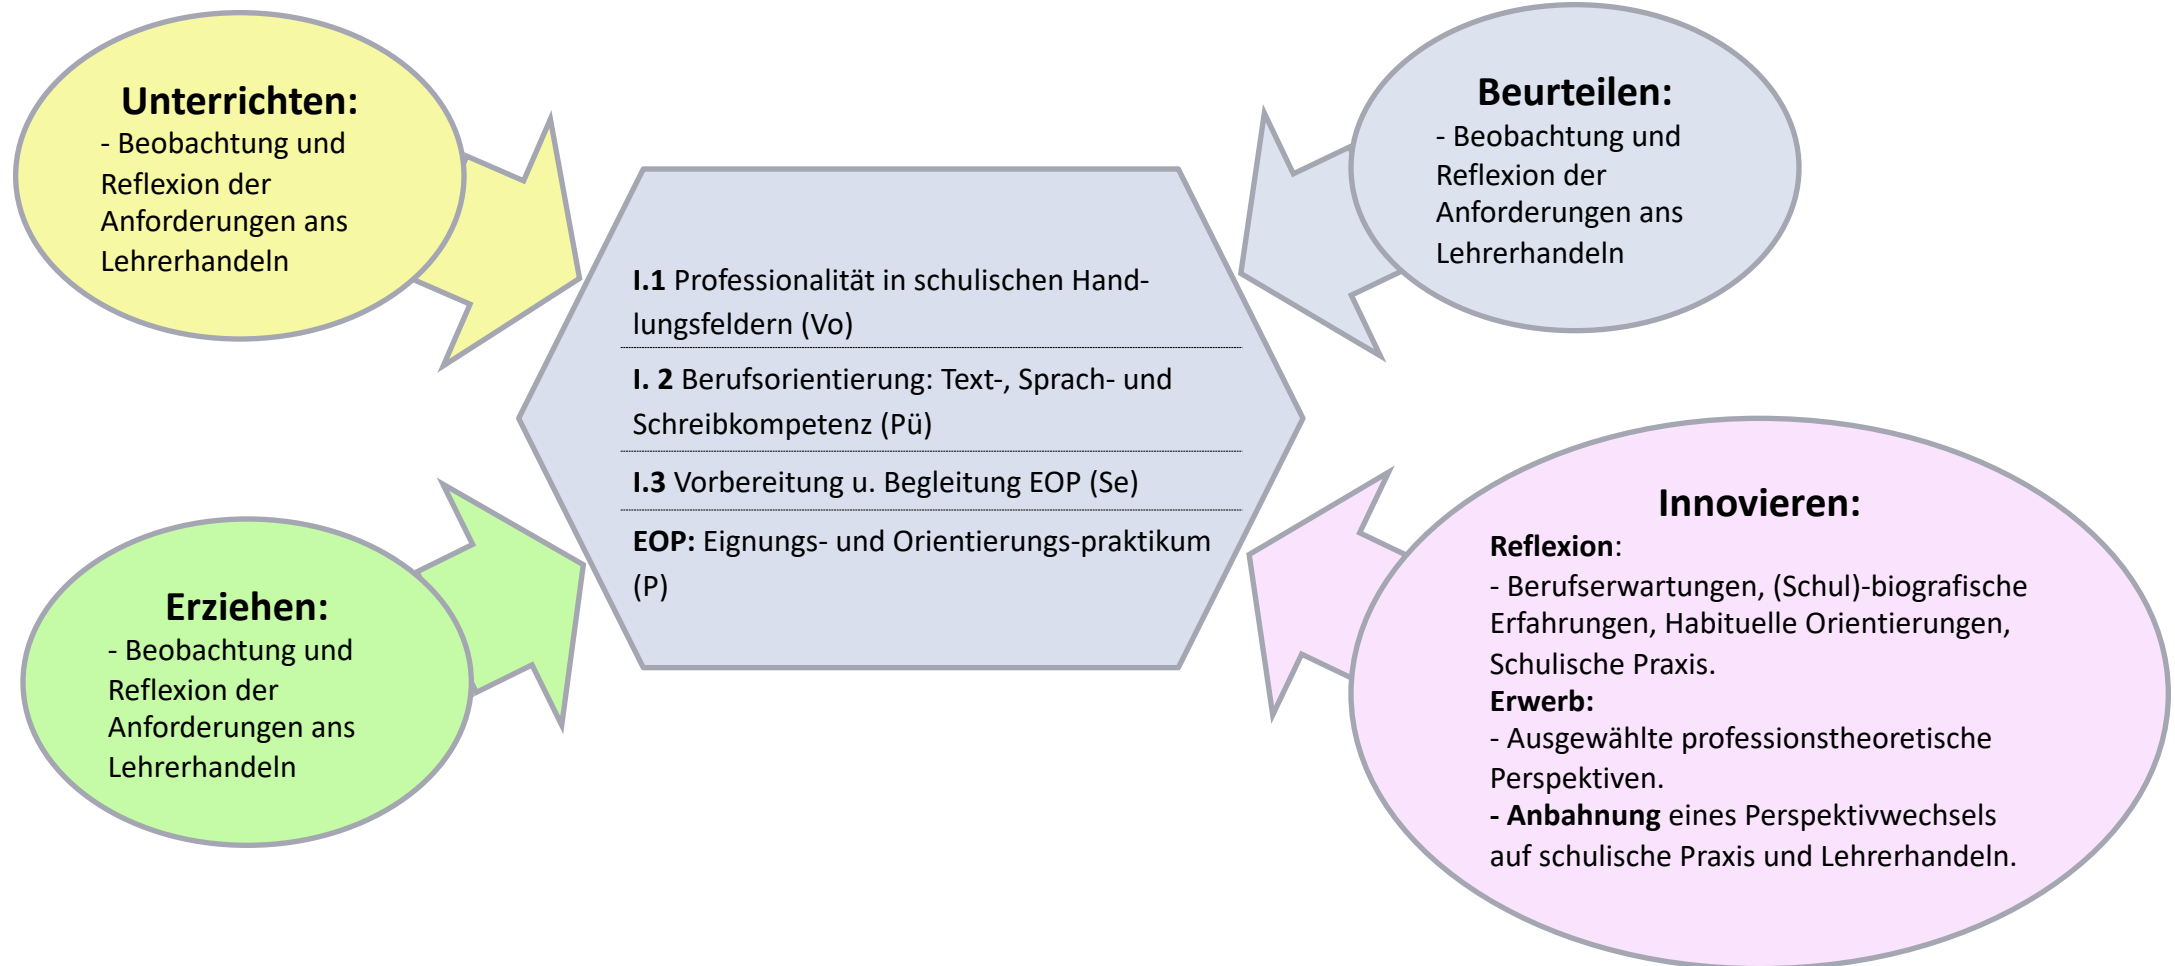 Unterrichten:
- Beobachtung und
Reflexion der
Anforderungen ans
Lehrerhandeln
Beurteilen:
- Beobachtung und
Reflexion der
Anforderungen ans
Lehrerhandeln
I.1 Professionalität in schulischen Hand-
lungsfeldern (Vo)
I. 2 Berufsorientierung: Text-, Sprach- und
Schreibkompetenz (Pü)
I.3 Vorbereitung u. Begleitung EOP (Se)
EOP: Eignungs- und Orientierungs-praktikum
(P)
Erziehen:
- Beobachtung und
Reflexion der
Anforderungen ans
Lehrerhandeln
Innovieren:
Reflexion:
- Berufserwartungen, (Schul)-biografische
Erfahrungen, Habituelle Orientierungen,
Schulische Praxis.
Erwerb:
- Ausgewählte professionstheoretische
Perspektiven.
- Anbahnung eines Perspektivwechsels
auf schulische Praxis und Lehrerhandeln.